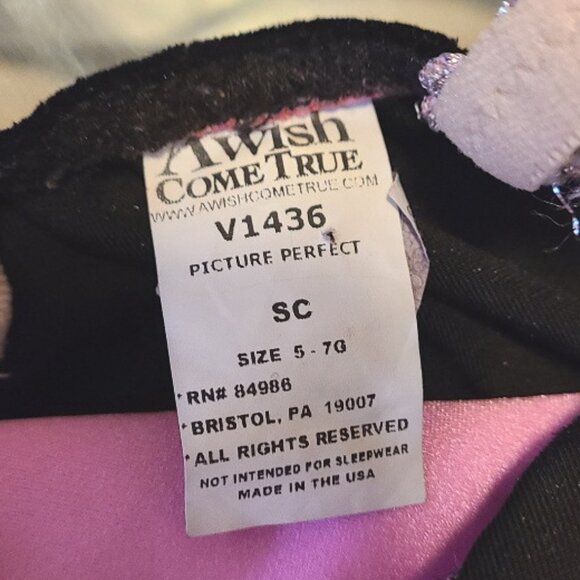 A Wish
COME TRUE
WWW.AWISHCOMETRUE.COM
V1436
PICTURE PERFECT
SC
SIZE 5 - 7G
RN# 84986
BRISTOL, PA 19007
ALL RIGHTS RESERVED
NOT INTENDED FOR SLEEPWEAR
MADE IN THE USA